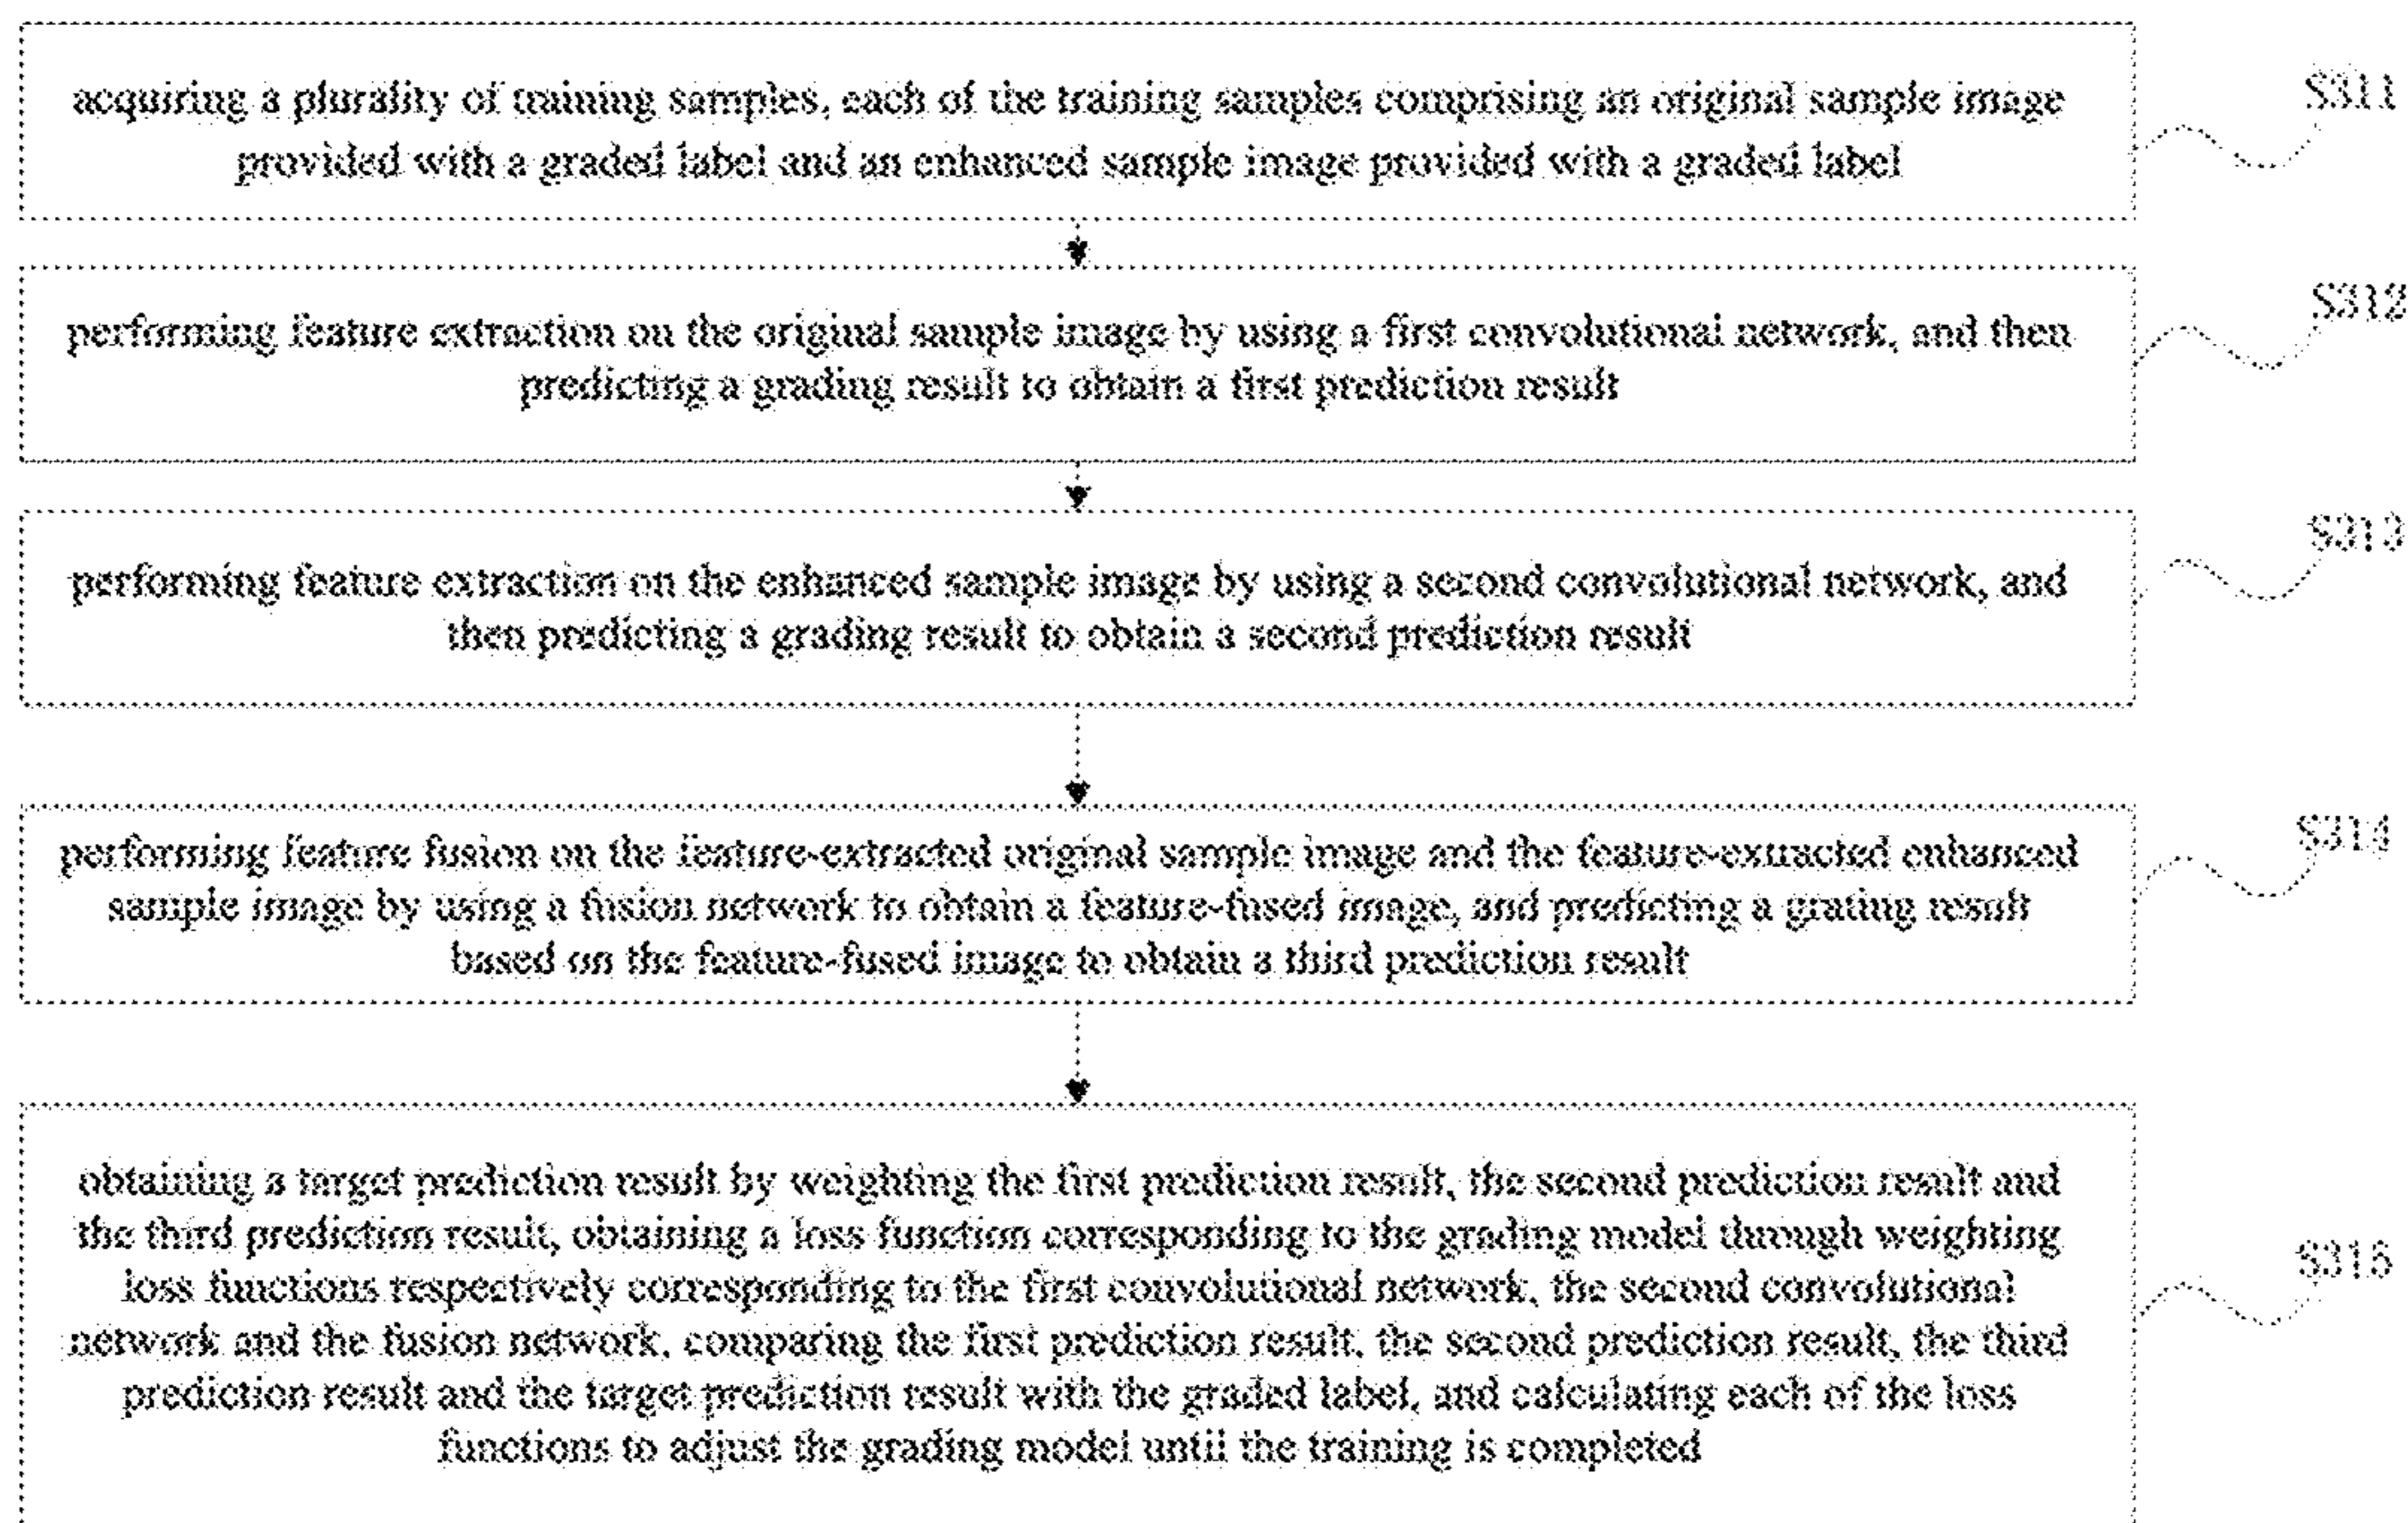 acquiring a plurality of training samples, each of the training samples comprising an original sample image
provided with a graded label and an enhanced sample image provided with a graded label
S311
performing feature extraction on the original sample image by using a first convolutional network, and then
predicting a grading result to obtain a first prediction result
S312
performing feature extraction on the enhanced sample image by using a second convolutional network, and
then predicting a grading result to obtain a second prediction result
S313
performing feature fusion on the feature-extracted original sample image and the feature-extracted enhanced
sample image by using a fusion network to obtain a feature-fused image, and predicting a grating result
based on the feature-fused image to obtain a third prediction result
S314
obtaining a target prediction result by weighting the first prediction result, the second prediction result and
the third prediction result, obtaining a loss function corresponding to the grading model through weighting
loss functions respectively corresponding to the first convolutional network, the second convolutional
network and the fusion network, comparing the first prediction result, the second prediction result, the third
prediction result and the target prediction result with the graded label, and calculating each of the loss
functions to adjust the grading model until the training is completed
S315